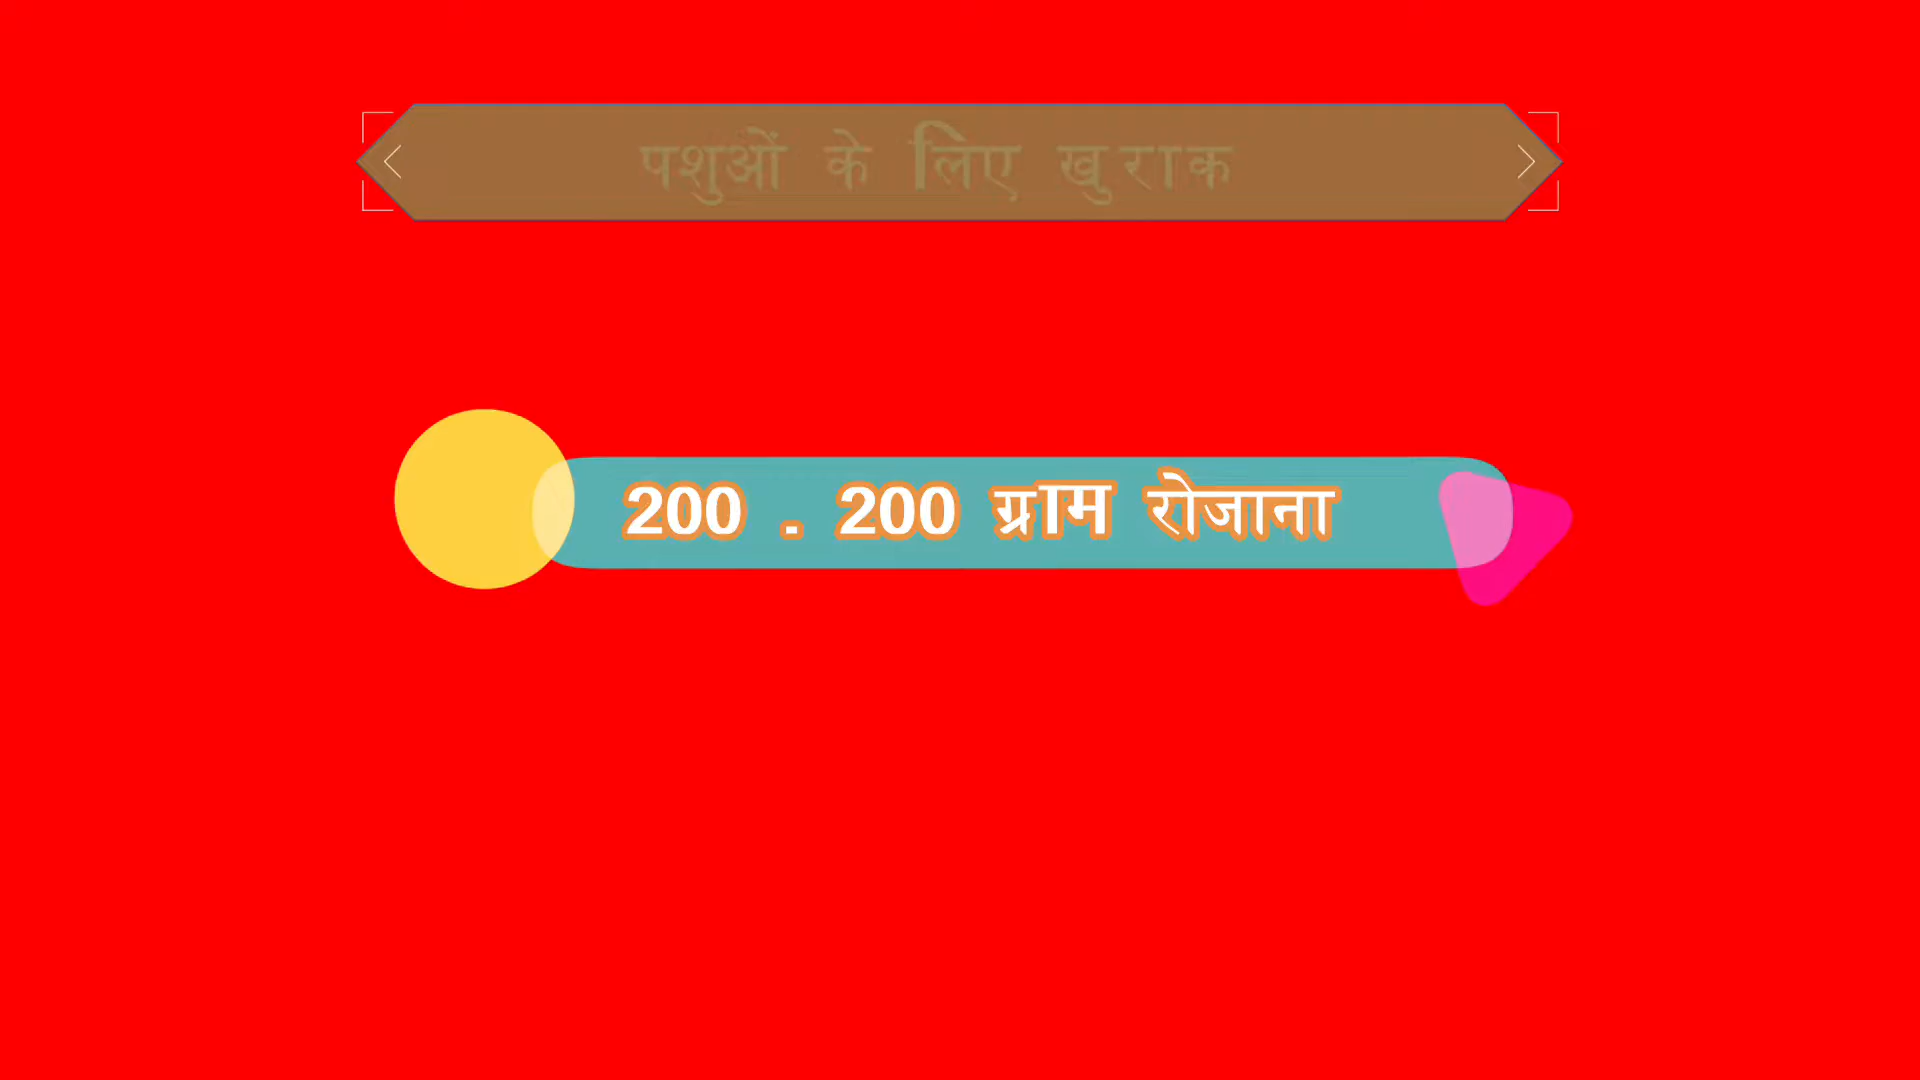 पशुओं के लिए खुराक
200 . 200 ग्राम रोजाना